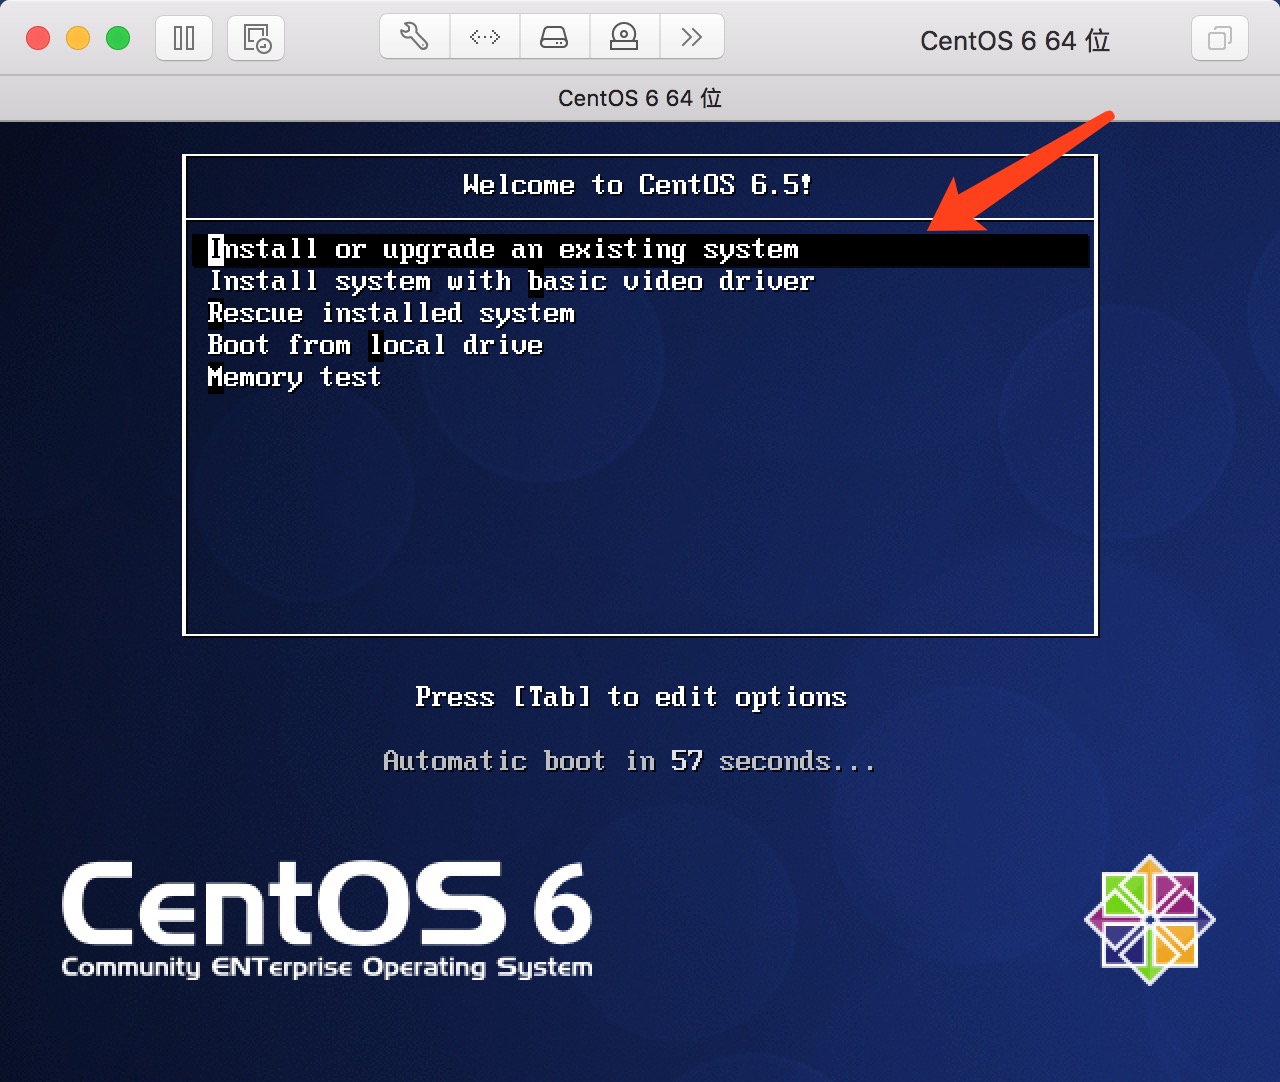 CentOS 6 64 位
CentOS 6 64 位
Welcome to CentOS 6.5!
Install or upgrade an existing system
Install system with basic video driver
Rescue installed system
Boot from local drive
Memory test
Press [Tab] to edit options
Automatic boot in 57 seconds...
CentOS 6
Community ENTerprise Operating System